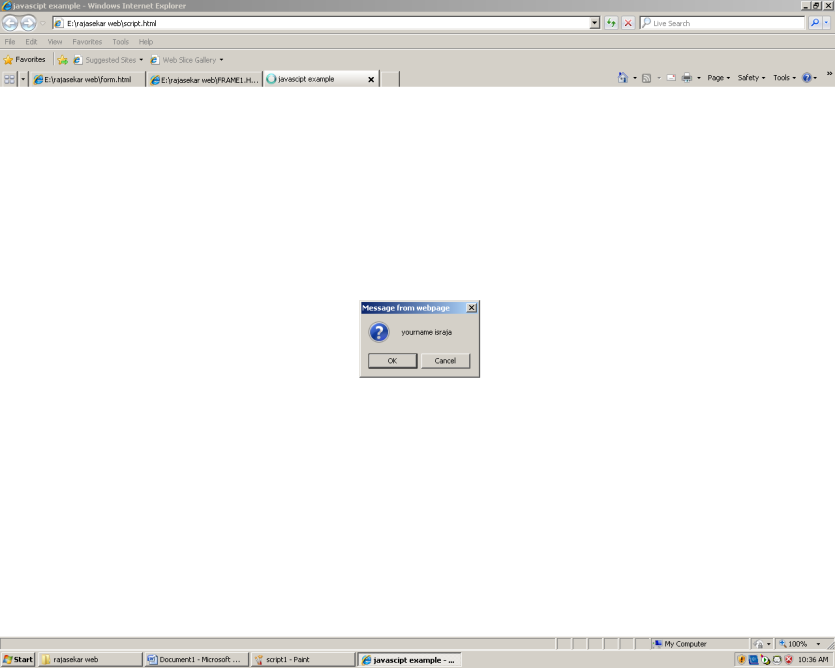 javascipt example - Windows Internet Explorer
E:\rajasekar web\script.html
Live Search
File Edit View Favorites Tools Help
Favorites Suggested Sites Web Slice Gallery
E:\rajasekar web\form.html E:\rajasekar web\FRAME1.H... javascipt example Page Safety Tools
Message from webpage
yourname israja
OK Cancel
My Computer 100%
Start rajasekar web Document1 - Microsoft ... script1 - Paint javascipt example - ... 10:36 AM